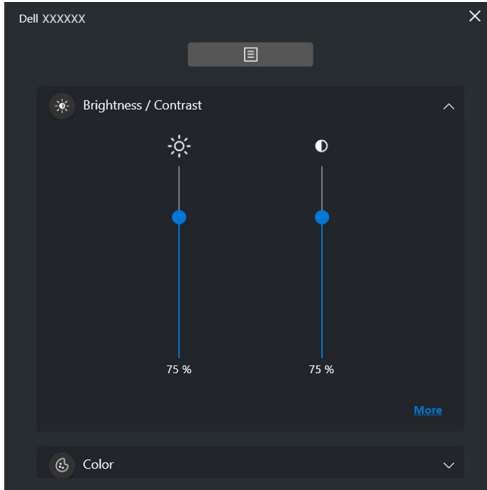 Dell XXXXXX
Brightness / Contrast
75 % 75 %
More
Color